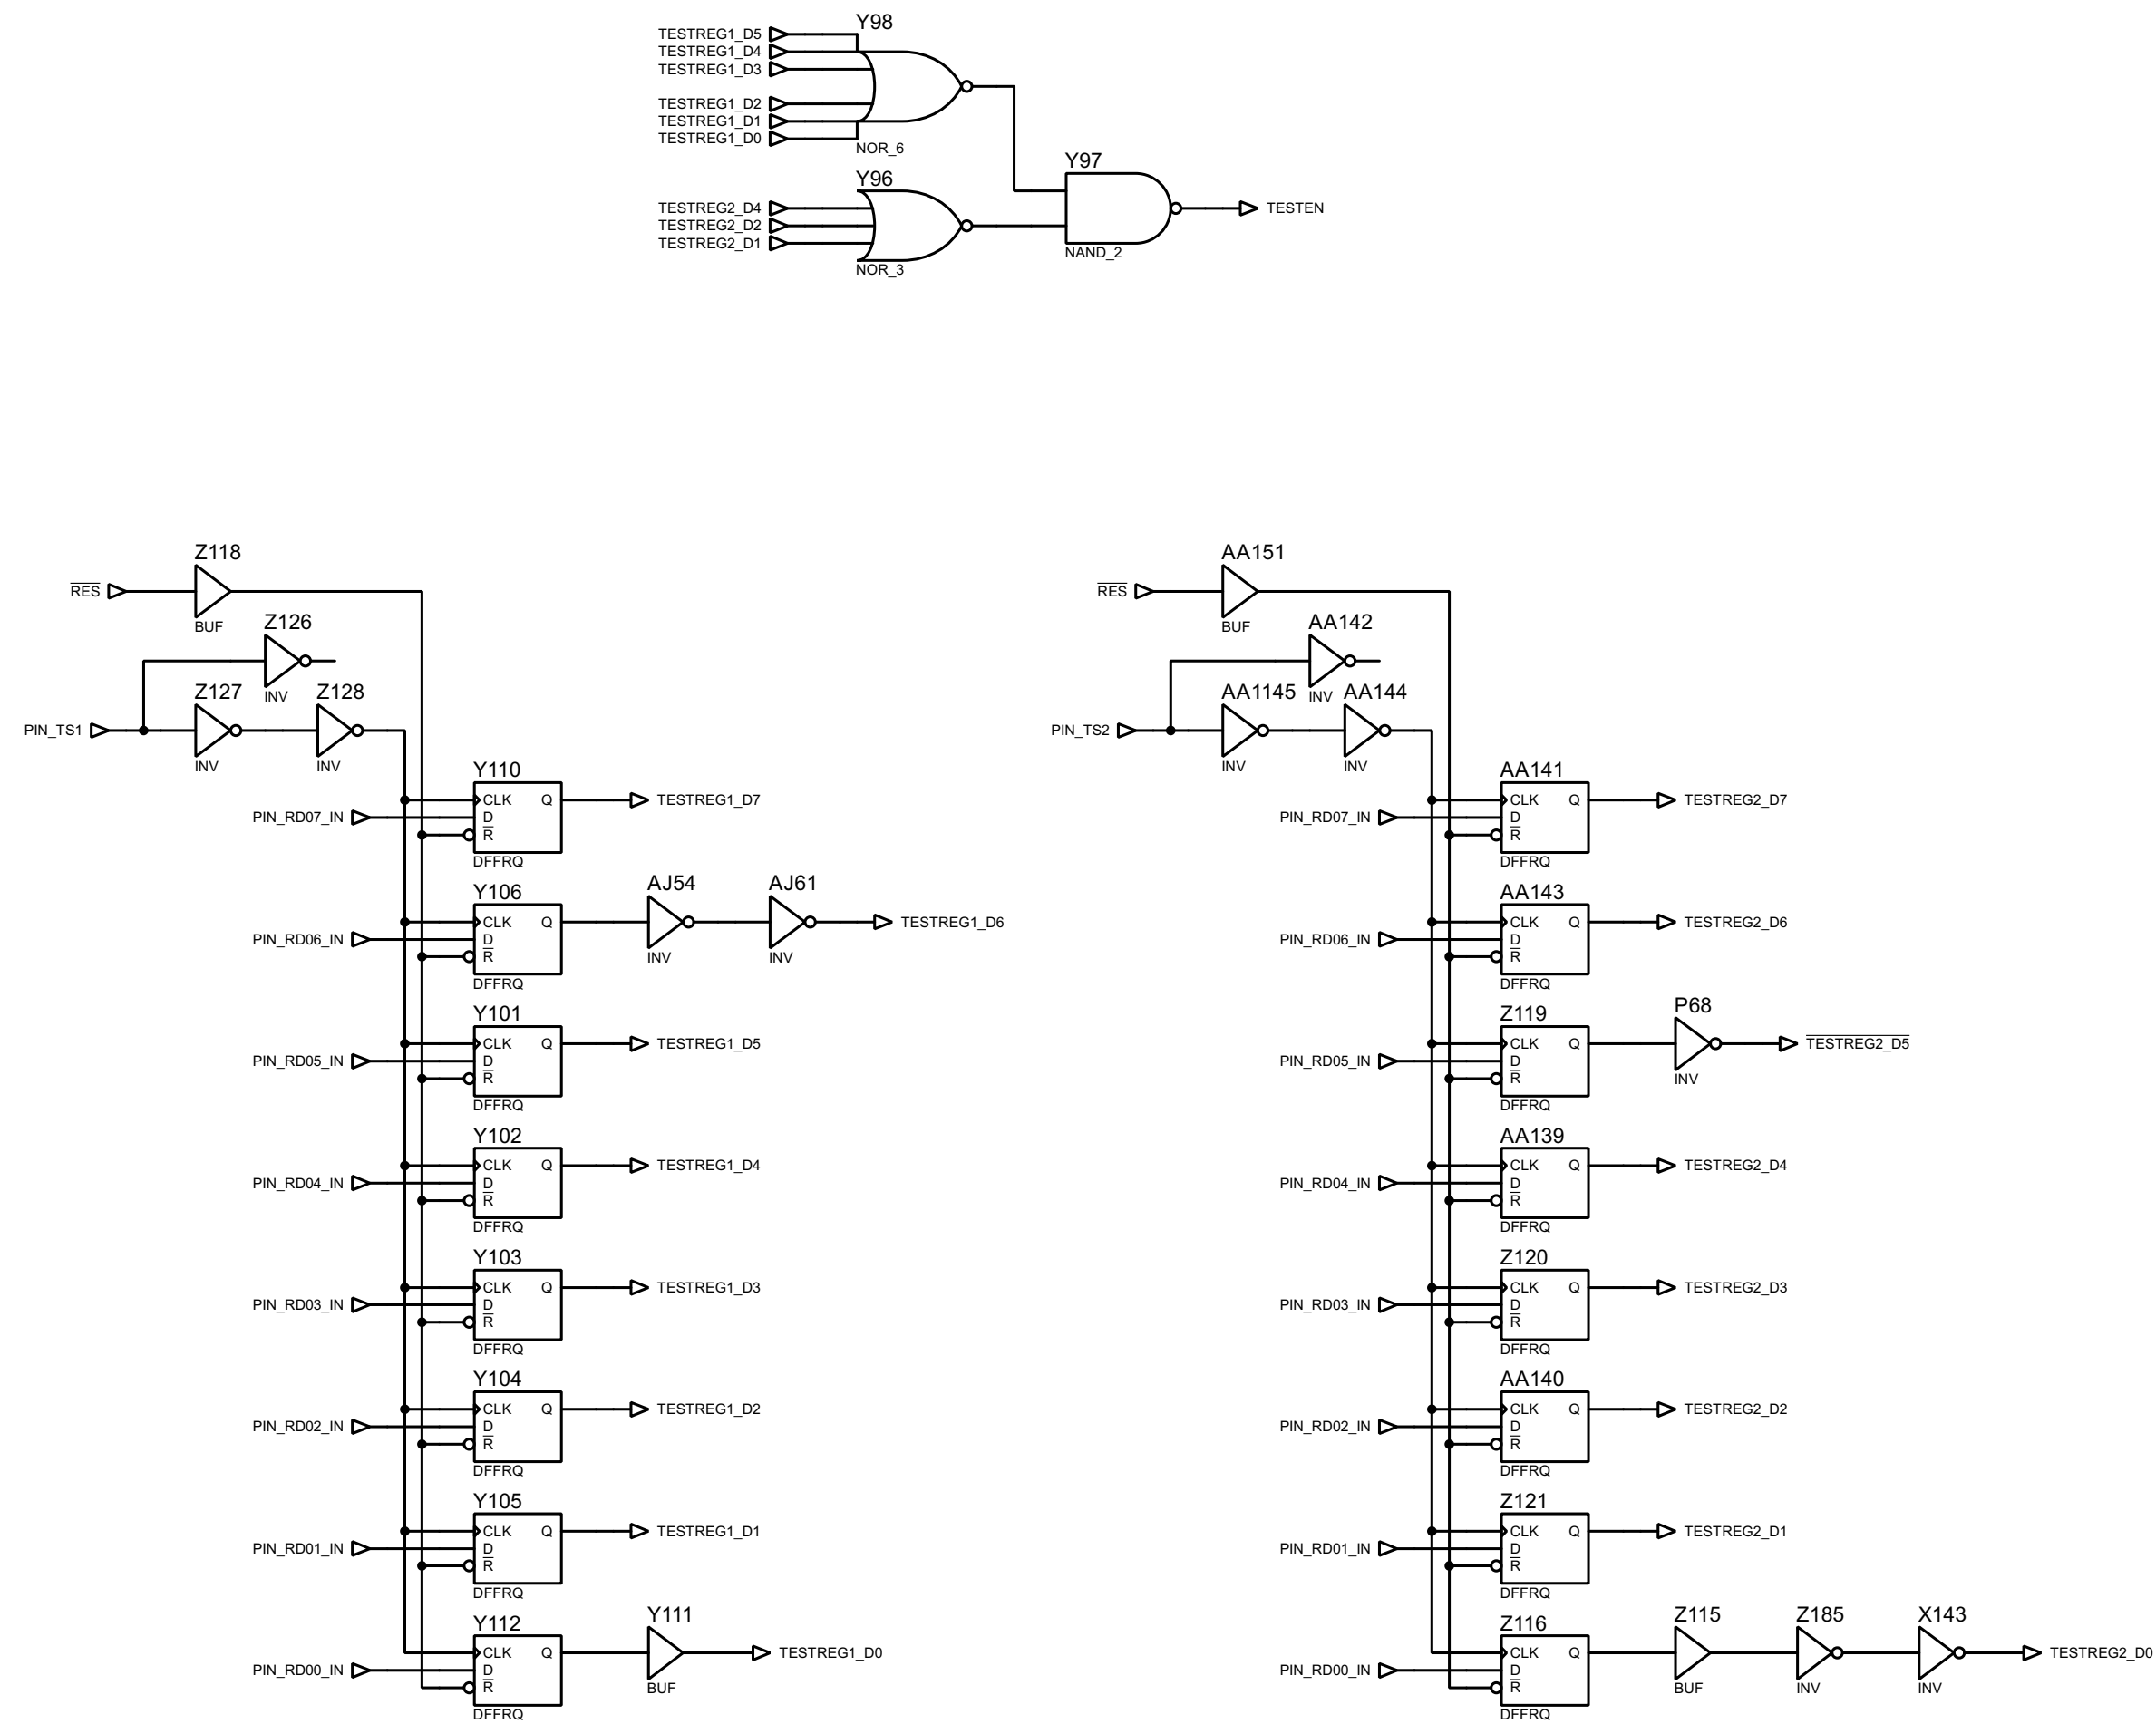 Y98
TESTREG1_D5
TESTREG1_D4
TESTREG1_D3
TESTREG1_D2
TESTREG1_D1
TESTREG1_D0
NOR_6
Y97
Y96
TESTREG2_D4
TESTREG2_D2
TESTREG2_D1
TESTEN
NAND_2
NOR_3
Z118
RES
BUF
Z126
INV
Z127
Z128
PIN_TS1
INV
INV
Y110
CLK Q
TESTREG1_D7
PIN_RD07_IN
D
R
DFFRQ
Y106
AJ54
AJ61
CLK Q
TESTREG1_D6
PIN_RD06_IN
D
R
INV
INV
DFFRQ
Y101
CLK Q
TESTREG1_D5
PIN_RD05_IN
D
R
DFFRQ
Y102
CLK Q
TESTREG1_D4
PIN_RD04_IN
D
R
DFFRQ
Y103
CLK Q
TESTREG1_D3
PIN_RD03_IN
D
R
DFFRQ
Y104
CLK Q
TESTREG1_D2
PIN_RD02_IN
D
R
DFFRQ
Y105
CLK Q
TESTREG1_D1
PIN_RD01_IN
D
R
DFFRQ
Y112
Y111
CLK Q
TESTREG1_D0
PIN_RD00_IN
D
R
BUF
DFFRQ
AA151
RES
BUF
AA142
INV
AA1145
AA144
PIN_TS2
INV
INV
AA141
CLK Q
TESTREG2_D7
PIN_RD07_IN
D
R
DFFRQ
AA143
CLK Q
TESTREG2_D6
PIN_RD06_IN
D
R
DFFRQ
Z119
P68
CLK Q
TESTREG2_D5
PIN_RD05_IN
D
R
INV
DFFRQ
AA139
CLK Q
TESTREG2_D4
PIN_RD04_IN
D
R
DFFRQ
Z120
CLK Q
TESTREG2_D3
PIN_RD03_IN
D
R
DFFRQ
AA140
CLK Q
TESTREG2_D2
PIN_RD02_IN
D
R
DFFRQ
Z121
CLK Q
TESTREG2_D1
PIN_RD01_IN
D
R
DFFRQ
Z116
Z115
Z185
X143
CLK Q
TESTREG2_D0
PIN_RD00_IN
D
R
BUF
INV
INV
DFFRQ